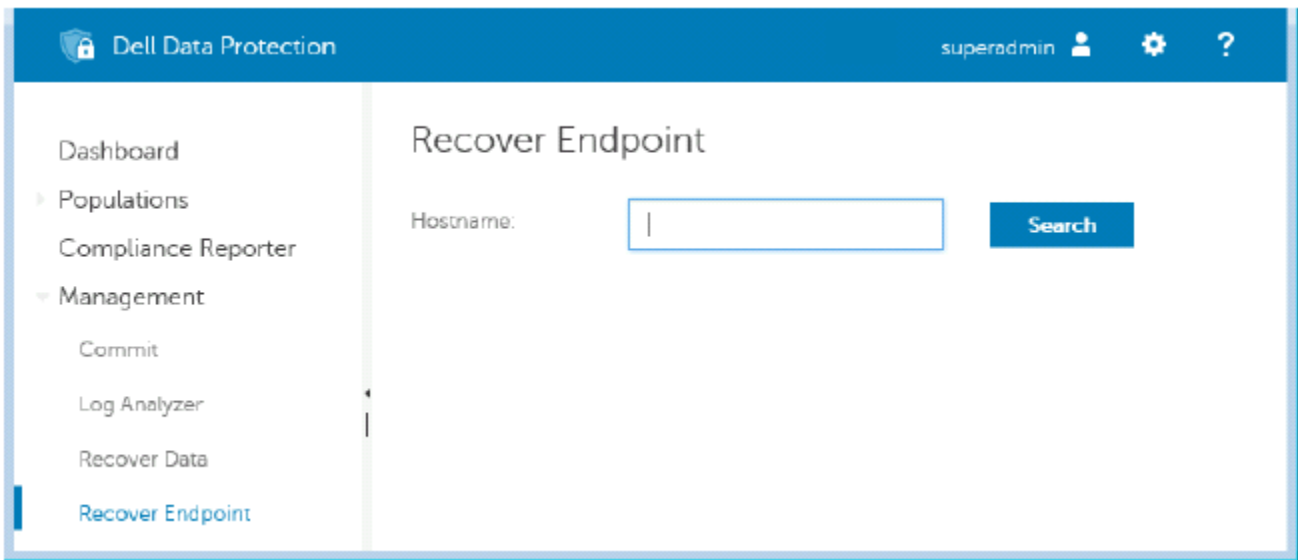 Dell Data Protection
superadmin
?
Dashboard
Populations
Compliance Reporter
Management
Commit
Log Analyzer
Recover Data
Recover Endpoint
Recover Endpoint
Hostname:
Search